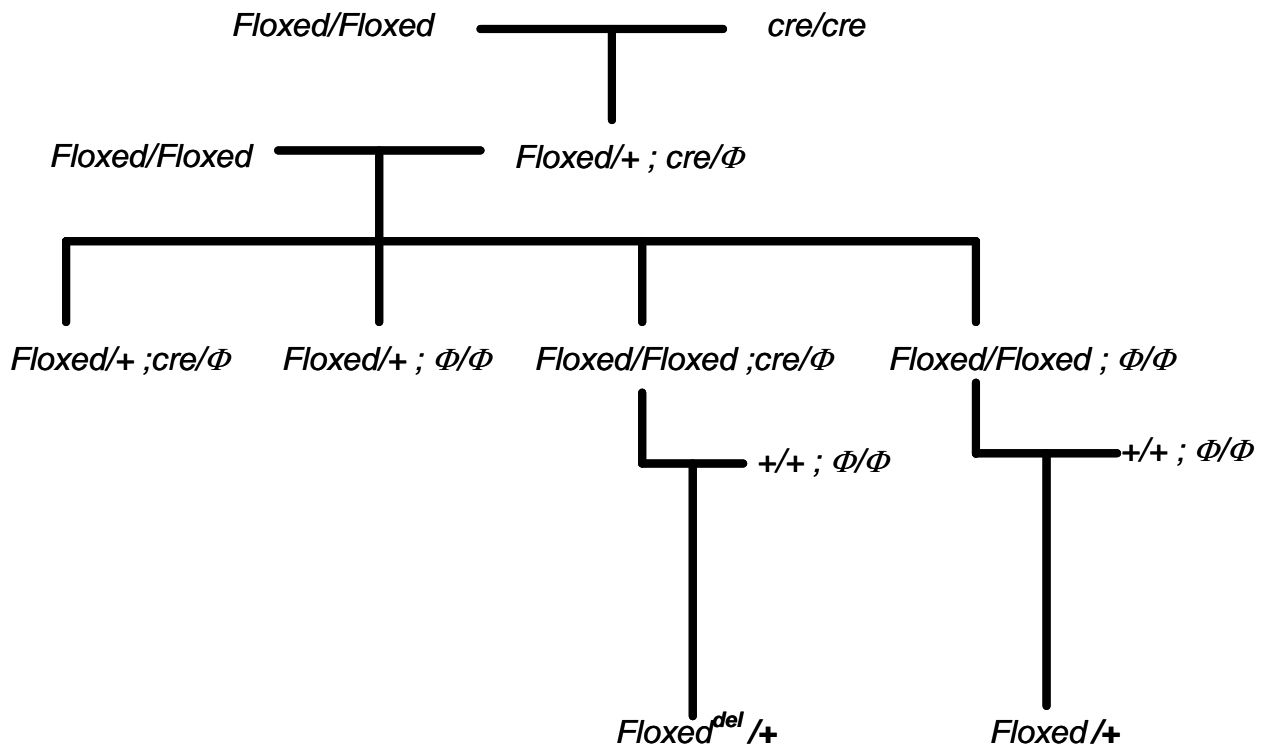 Floxed/Floxed cre/cre
Floxed/Floxed Floxed/+ ; cre/Φ
Floxed/+ ;cre/Φ Floxed/+ ; Φ/Φ Floxed/Floxed ;cre/Φ Floxed/Floxed ; Φ/Φ
+/+ ; Φ/Φ +/+ ; Φ/Φ
Floxed^del /+ Floxed /+